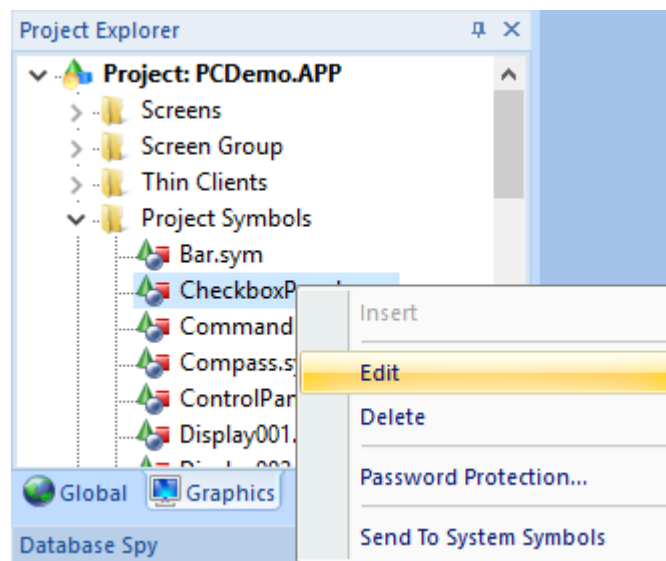 Project Explorer
Project: PCDemo.APP
Screens
Screen Group
Thin Clients
Project Symbols
Bar.sym
Insert
Edit
Delete
Password Protection...
Send To System Symbols
Global
Graphics
Database Spy